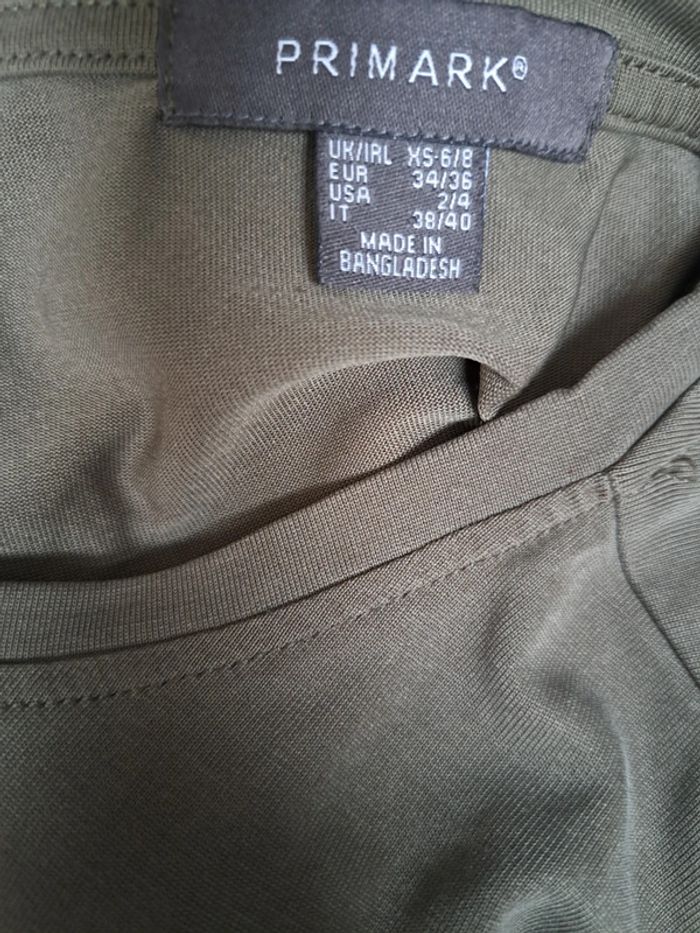 PRIMARK®
UK/IRL XS-6/8
EUR 34/36
USA 2/4
IT 38/40
MADE IN
BANGLADESH